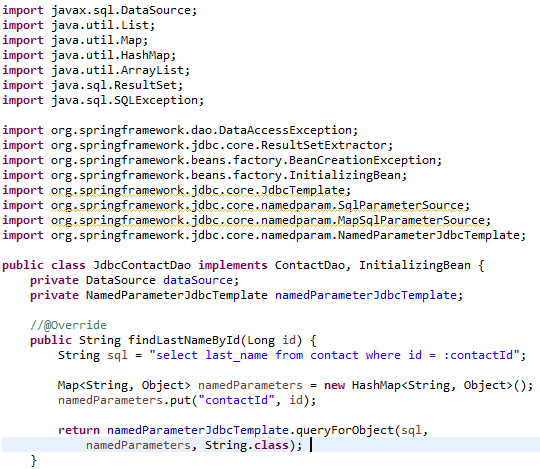 import javax.sql.DataSource;
import java.util.List;
import java.util.Map;
import java.util.HashMap;
import java.util.ArrayList;
import java.sql.ResultSet;
import java.sql.SQLException;

import org.springframework.dao.DataAccessException;
import org.springframework.jdbc.core.ResultSetExtractor;
import org.springframework.beans.factory.BeanCreationException;
import org.springframework.beans.factory.InitializingBean;
import org.springframework.jdbc.core.JdbcTemplate;
import org.springframework.jdbc.core.namedparam.SqlParameterSource;
import org.springframework.jdbc.core.namedparam.MapSqlParameterSource;
import org.springframework.jdbc.core.namedparam.NamedParameterJdbcTemplate;

public class JdbcContactDao implements ContactDao, InitializingBean {
    private DataSource dataSource;
    private NamedParameterJdbcTemplate namedParameterJdbcTemplate;

    //@Override
    public String findLastNameById(Long id) {
        String sql = "select last_name from contact where id = :contactId";

        Map<String, Object> namedParameters = new HashMap<String, Object>();
        namedParameters.put("contactId", id);

        return namedParameterJdbcTemplate.queryForObject(sql,
            namedParameters, String.class);
    }